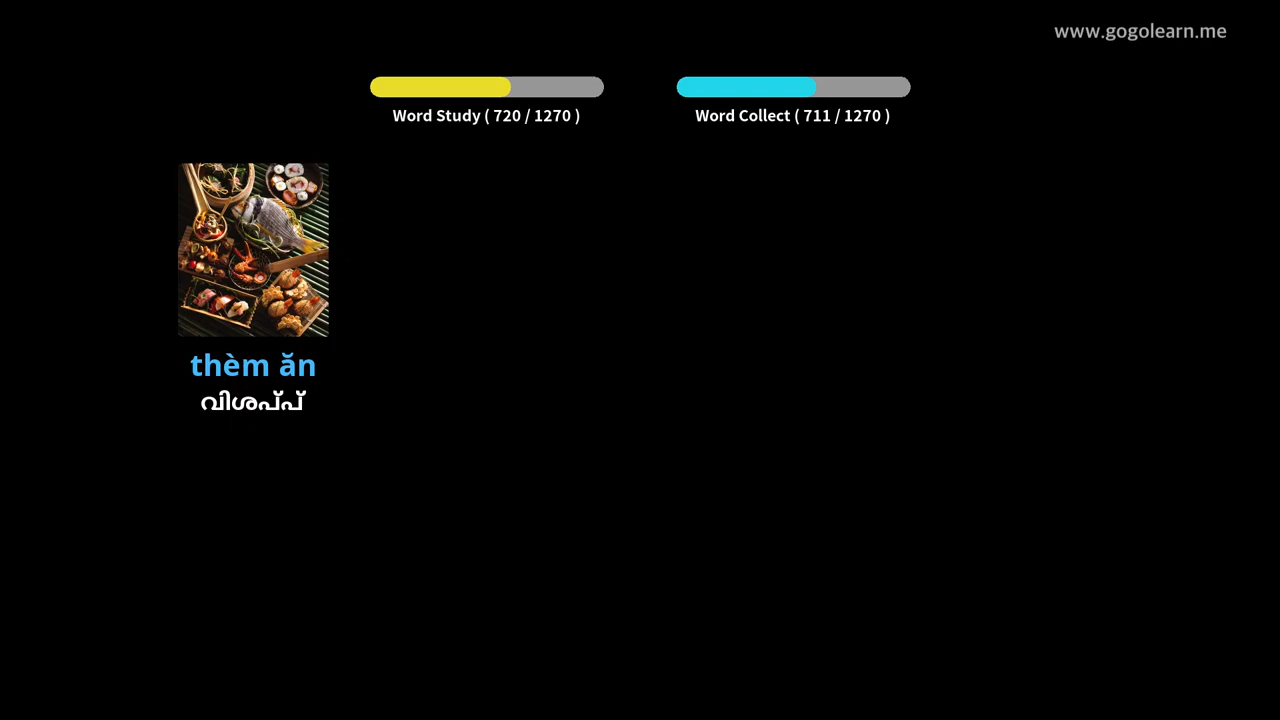 www.gogolearn.me
Word Study ( 720 / 1270 )
Word Collect ( 711 / 1270 )
thèm ăn
വിശപ്പ്